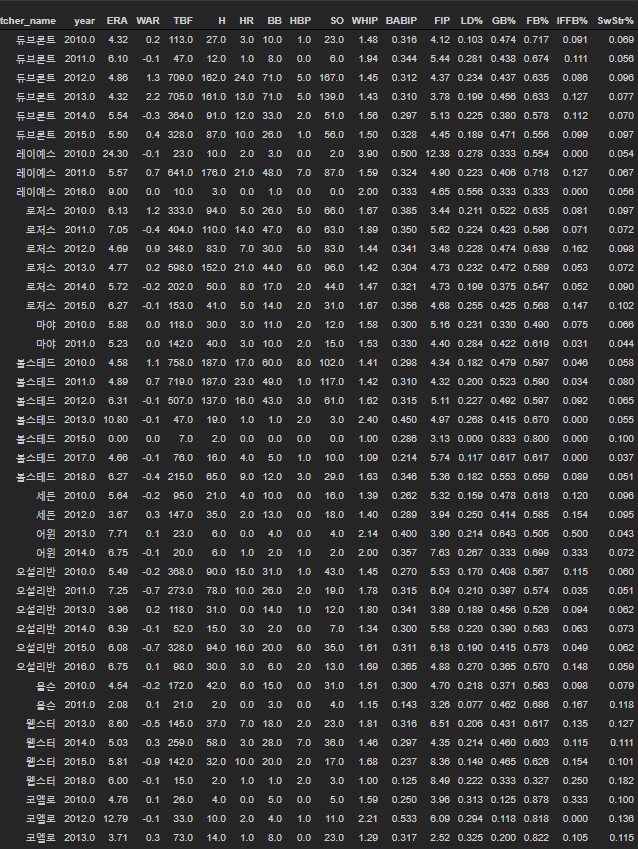 tcher_name year ERA WAR TBF H HR BB HBP SO WHIP BABIP FIP LD% GB% FB% IFFB% SwStr%
듀브론트 2010.0 4.32 0.2 113.0 27.0 3.0 10.0 1.0 23.0 1.48 0.316 4.12 0.103 0.474 0.717 0.091 0.069
듀브론트 2011.0 6.10 -0.1 47.0 12.0 1.0 8.0 0.0 6.0 1.94 0.344 5.44 0.281 0.438 0.674 0.111 0.056
듀브론트 2012.0 4.86 1.3 709.0 162.0 24.0 71.0 5.0 167.0 1.45 0.312 4.37 0.234 0.437 0.635 0.086 0.096
듀브론트 2013.0 4.32 2.2 705.0 161.0 13.0 71.0 5.0 139.0 1.43 0.310 3.78 0.199 0.456 0.633 0.127 0.077
듀브론트 2014.0 5.54 -0.3 364.0 91.0 12.0 33.0 2.0 51.0 1.56 0.297 5.13 0.225 0.380 0.578 0.112 0.070
듀브론트 2015.0 5.50 0.4 328.0 87.0 10.0 26.0 1.0 56.0 1.50 0.328 4.45 0.189 0.471 0.556 0.099 0.097
레이예스 2010.0 24.30 -0.1 23.0 10.0 2.0 3.0 0.0 2.0 3.90 0.500 12.38 0.278 0.333 0.554 0.000 0.054
레이예스 2011.0 5.57 0.7 641.0 176.0 21.0 48.0 7.0 87.0 1.59 0.324 4.90 0.223 0.406 0.718 0.127 0.067
레이예스 2016.0 9.00 0.0 10.0 3.0 0.0 1.0 0.0 0.0 2.00 0.333 4.65 0.556 0.333 0.333 0.000 0.056
로저스 2010.0 6.13 1.2 333.0 94.0 5.0 26.0 5.0 66.0 1.67 0.385 3.44 0.211 0.522 0.635 0.081 0.097
로저스 2011.0 7.05 -0.4 404.0 110.0 14.0 47.0 6.0 63.0 1.89 0.350 5.62 0.224 0.423 0.596 0.071 0.072
로저스 2012.0 4.69 0.9 348.0 83.0 7.0 30.0 5.0 83.0 1.44 0.341 3.48 0.228 0.474 0.639 0.162 0.098
로저스 2013.0 4.77 0.2 598.0 152.0 21.0 44.0 6.0 96.0 1.42 0.304 4.73 0.232 0.472 0.589 0.053 0.072
로저스 2014.0 5.72 -0.2 202.0 50.0 8.0 17.0 2.0 44.0 1.47 0.321 4.73 0.199 0.375 0.547 0.052 0.090
로저스 2015.0 6.27 -0.1 153.0 41.0 5.0 14.0 2.0 31.0 1.67 0.356 4.68 0.255 0.425 0.568 0.147 0.102
마야 2010.0 5.88 0.0 118.0 30.0 3.0 11.0 2.0 12.0 1.58 0.300 5.16 0.231 0.330 0.490 0.075 0.066
마야 2011.0 5.23 0.0 142.0 40.0 3.0 10.0 2.0 15.0 1.53 0.330 4.40 0.284 0.422 0.619 0.031 0.044
볼스테드 2010.0 4.58 1.1 758.0 187.0 17.0 60.0 8.0 102.0 1.41 0.298 4.34 0.182 0.479 0.597 0.046 0.058
볼스테드 2011.0 4.89 0.7 719.0 187.0 23.0 49.0 1.0 117.0 1.42 0.310 4.32 0.200 0.523 0.590 0.034 0.080
볼스테드 2012.0 6.31 -0.1 507.0 137.0 16.0 43.0 3.0 61.0 1.62 0.315 5.11 0.227 0.492 0.597 0.092 0.065
볼스테드 2013.0 10.80 -0.1 47.0 19.0 1.0 1.0 2.0 3.0 2.40 0.450 4.97 0.268 0.415 0.670 0.000 0.055
볼스테드 2015.0 0.00 0.0 7.0 2.0 0.0 0.0 0.0 0.0 1.00 0.286 3.13 0.000 0.833 0.800 0.000 0.100
볼스테드 2017.0 4.66 -0.1 76.0 16.0 4.0 5.0 1.0 10.0 1.09 0.214 5.74 0.117 0.617 0.617 0.000 0.037
볼스테드 2018.0 6.27 -0.4 215.0 65.0 9.0 12.0 3.0 29.0 1.63 0.346 5.36 0.182 0.553 0.659 0.089 0.051
세든 2010.0 5.64 -0.2 95.0 21.0 4.0 10.0 0.0 16.0 1.39 0.262 5.32 0.159 0.478 0.618 0.120 0.096
세든 2012.0 3.67 0.3 147.0 35.0 2.0 13.0 0.0 18.0 1.40 0.289 3.94 0.250 0.414 0.585 0.154 0.095
어윈 2013.0 7.71 0.1 23.0 6.0 0.0 4.0 0.0 4.0 2.14 0.400 3.90 0.214 0.643 0.505 0.500 0.043
어윈 2014.0 6.75 -0.1 20.0 6.0 1.0 2.0 1.0 2.0 2.00 0.357 7.63 0.267 0.333 0.699 0.333 0.072
오설리반 2010.0 5.49 -0.2 368.0 90.0 15.0 31.0 1.0 43.0 1.45 0.270 5.53 0.170 0.408 0.567 0.115 0.060
오설리반 2011.0 7.25 -0.7 273.0 78.0 10.0 26.0 2.0 19.0 1.78 0.315 6.04 0.210 0.397 0.574 0.035 0.051
오설리반 2013.0 3.96 0.2 118.0 31.0 0.0 14.0 1.0 12.0 1.80 0.341 3.89 0.189 0.456 0.526 0.094 0.062
오설리반 2014.0 6.39 -0.1 52.0 15.0 3.0 2.0 0.0 7.0 1.34 0.300 5.58 0.220 0.390 0.563 0.063 0.073
오설리반 2015.0 6.08 -0.7 328.0 94.0 16.0 20.0 6.0 35.0 1.61 0.311 6.18 0.190 0.415 0.578 0.049 0.062
오설리반 2016.0 6.75 0.1 98.0 30.0 3.0 6.0 2.0 13.0 1.69 0.365 4.88 0.270 0.365 0.570 0.148 0.059
올슨 2010.0 4.54 -0.2 172.0 42.0 6.0 15.0 0.0 31.0 1.51 0.300 4.70 0.218 0.371 0.563 0.098 0.079
올슨 2011.0 2.08 0.1 21.0 2.0 0.0 3.0 0.0 4.0 1.15 0.143 3.26 0.077 0.462 0.686 0.167 0.118
웹스터 2013.0 8.60 -0.5 145.0 37.0 7.0 18.0 2.0 23.0 1.81 0.316 6.51 0.206 0.431 0.617 0.135 0.127
웹스터 2014.0 5.03 0.3 259.0 58.0 3.0 28.0 7.0 36.0 1.46 0.297 4.35 0.214 0.460 0.603 0.115 0.111
웹스터 2015.0 5.81 -0.9 142.0 32.0 10.0 20.0 2.0 17.0 1.68 0.237 8.36 0.149 0.465 0.626 0.154 0.101
웹스터 2018.0 6.00 -0.1 15.0 2.0 1.0 1.0 2.0 3.0 1.00 0.125 8.49 0.222 0.333 0.327 0.250 0.182
코엘로 2010.0 4.76 0.1 26.0 4.0 0.0 5.0 0.0 5.0 1.59 0.250 3.96 0.313 0.125 0.878 0.333 0.100
코엘로 2012.0 12.79 -0.1 33.0 10.0 2.0 4.0 1.0 11.0 2.21 0.533 6.09 0.294 0.118 0.818 0.000 0.136
코엘로 2013.0 3.71 0.3 73.0 14.0 1.0 8.0 0.0 23.0 1.29 0.317 2.52 0.325 0.200 0.822 0.105 0.115